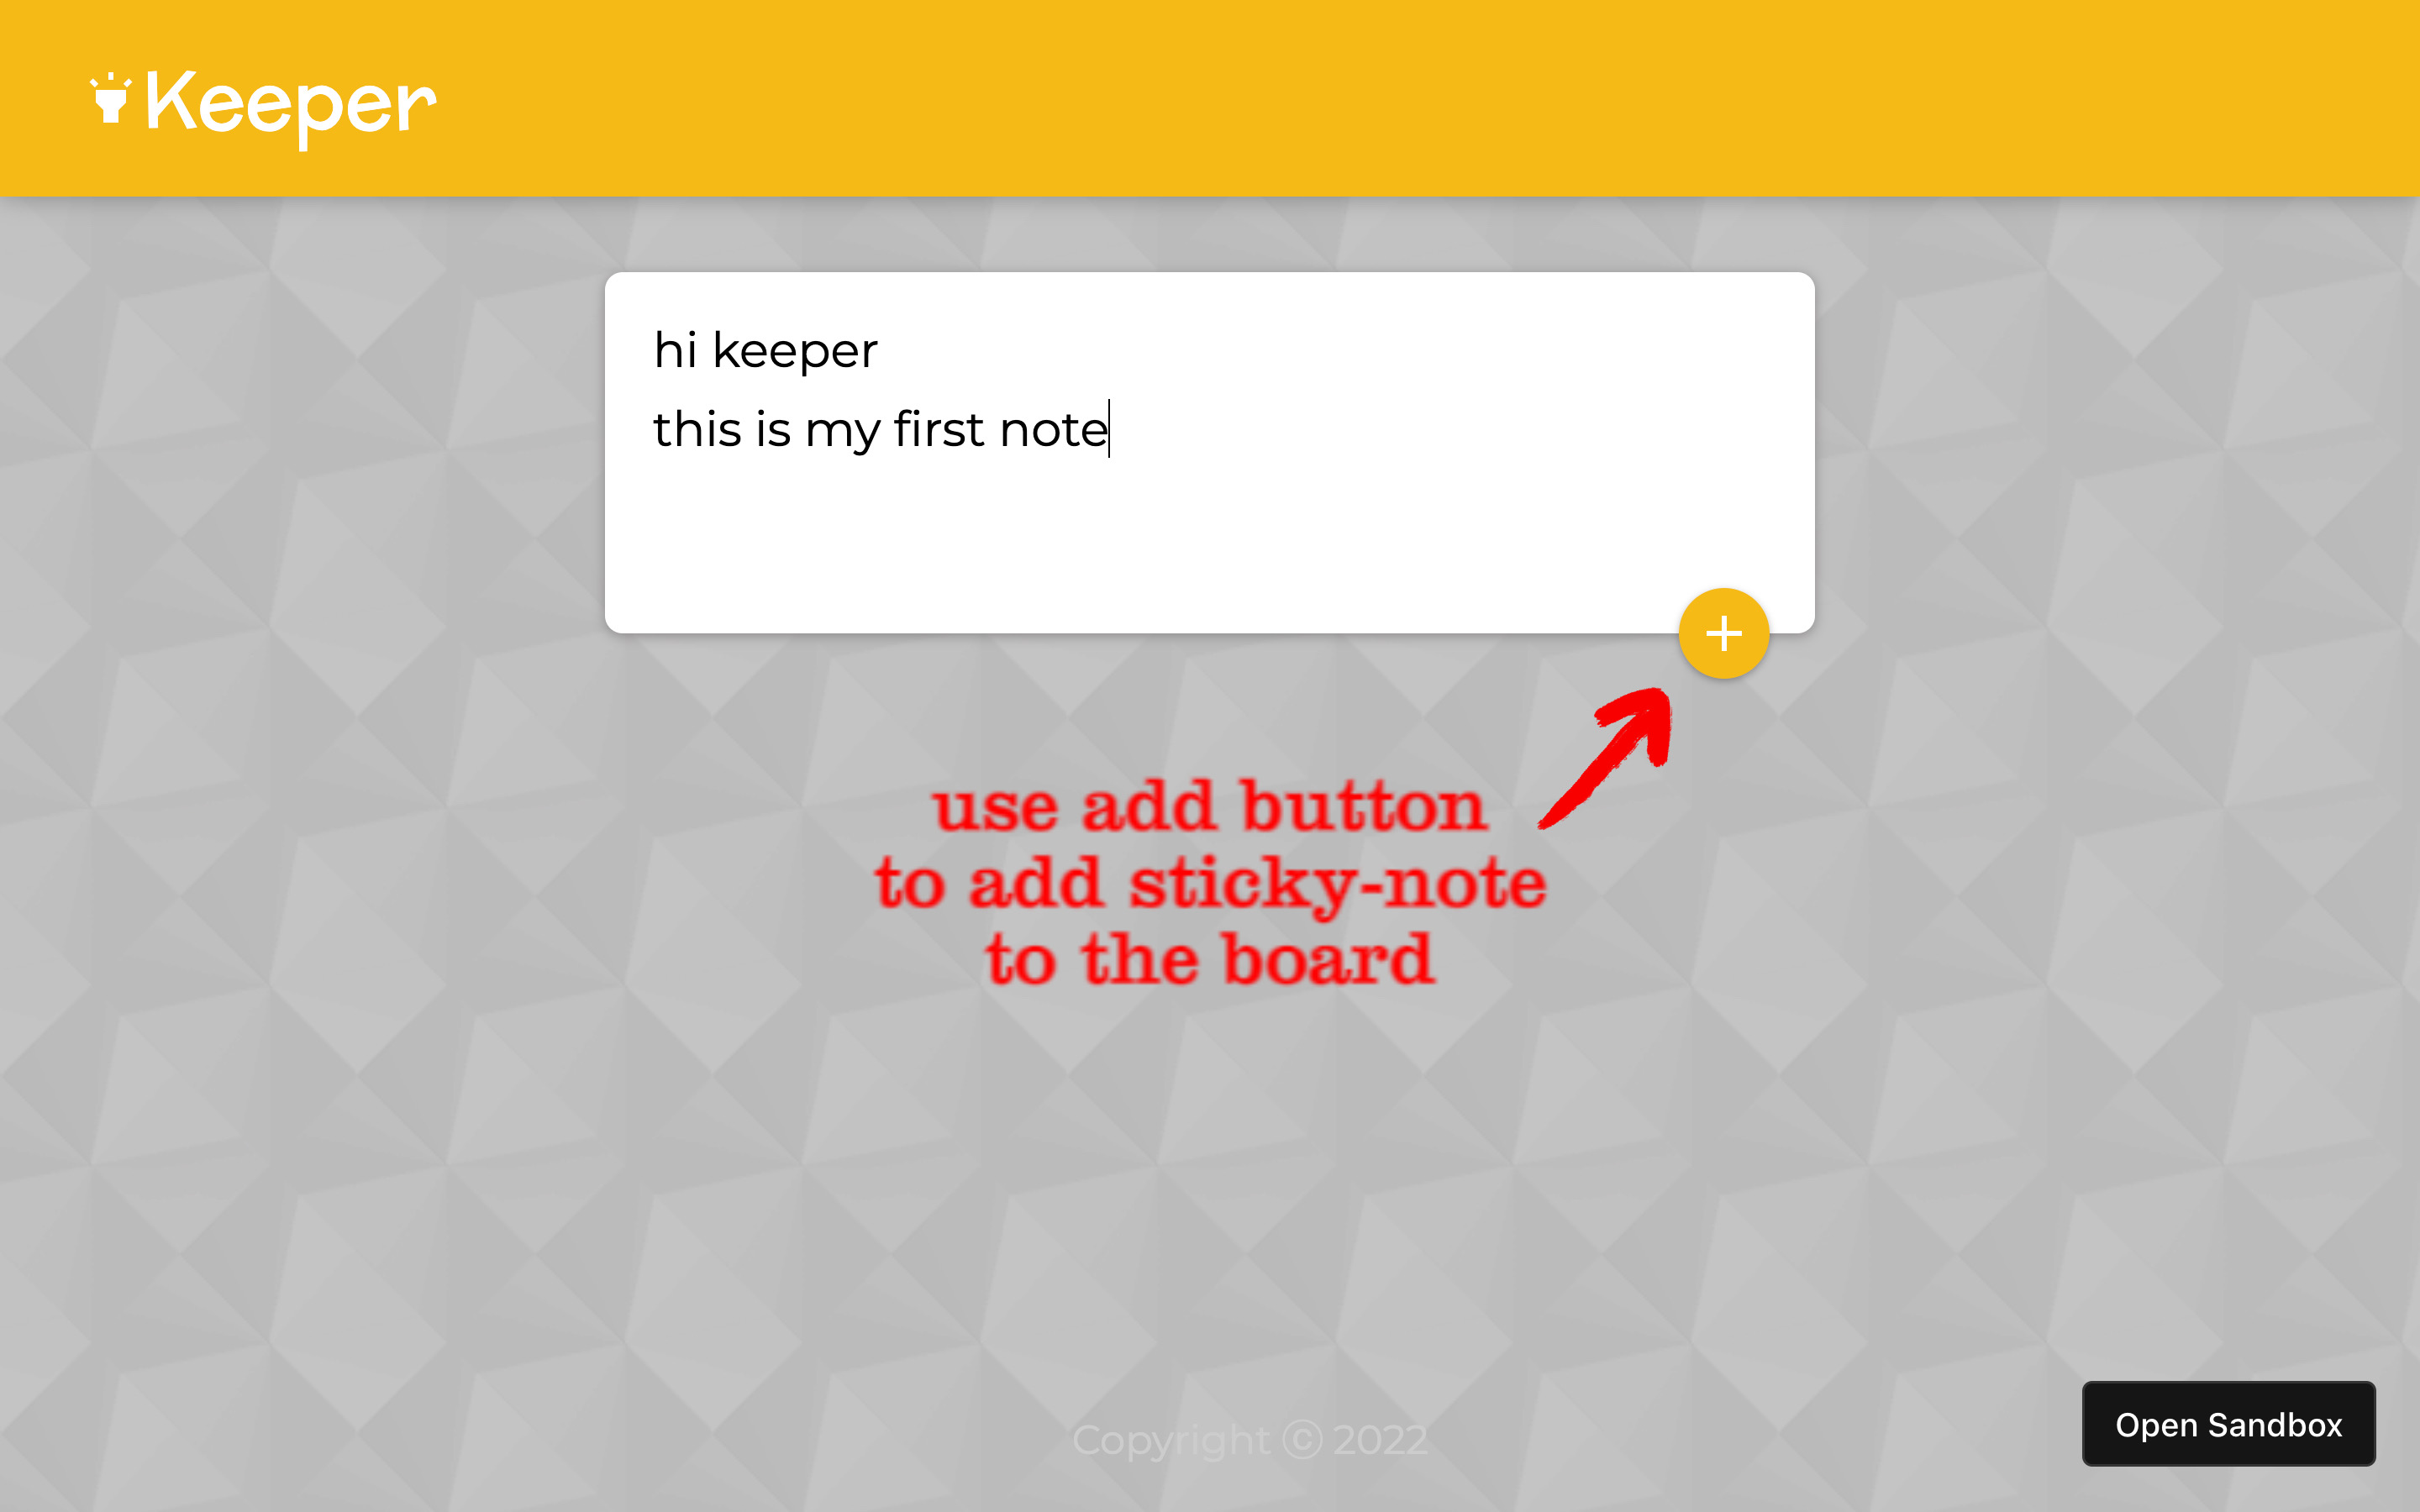 Keeper
hi keeper
this is my first note
+
use add button
to add sticky-note
to the board
Copyright © 2022
Open Sandbox